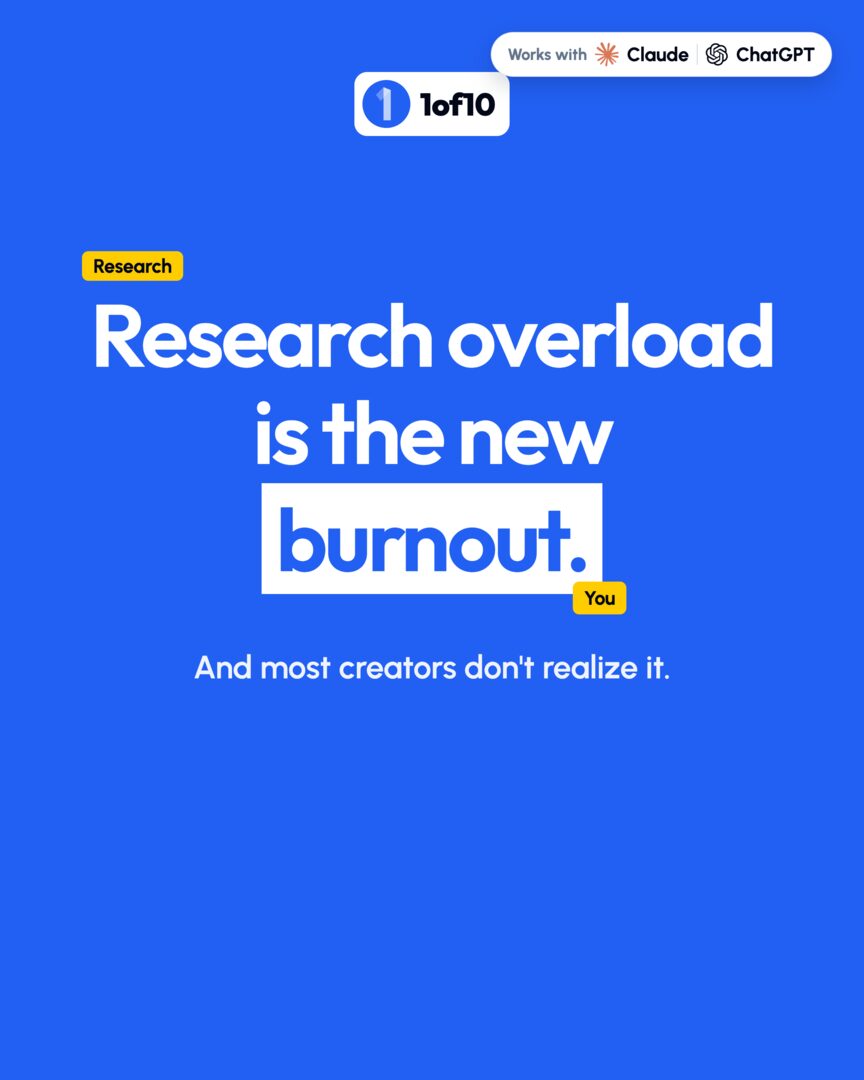 Works with Claude ChatGPT
1of10
Research
Research overload
is the new
burnout.
You
And most creators don't realize it.